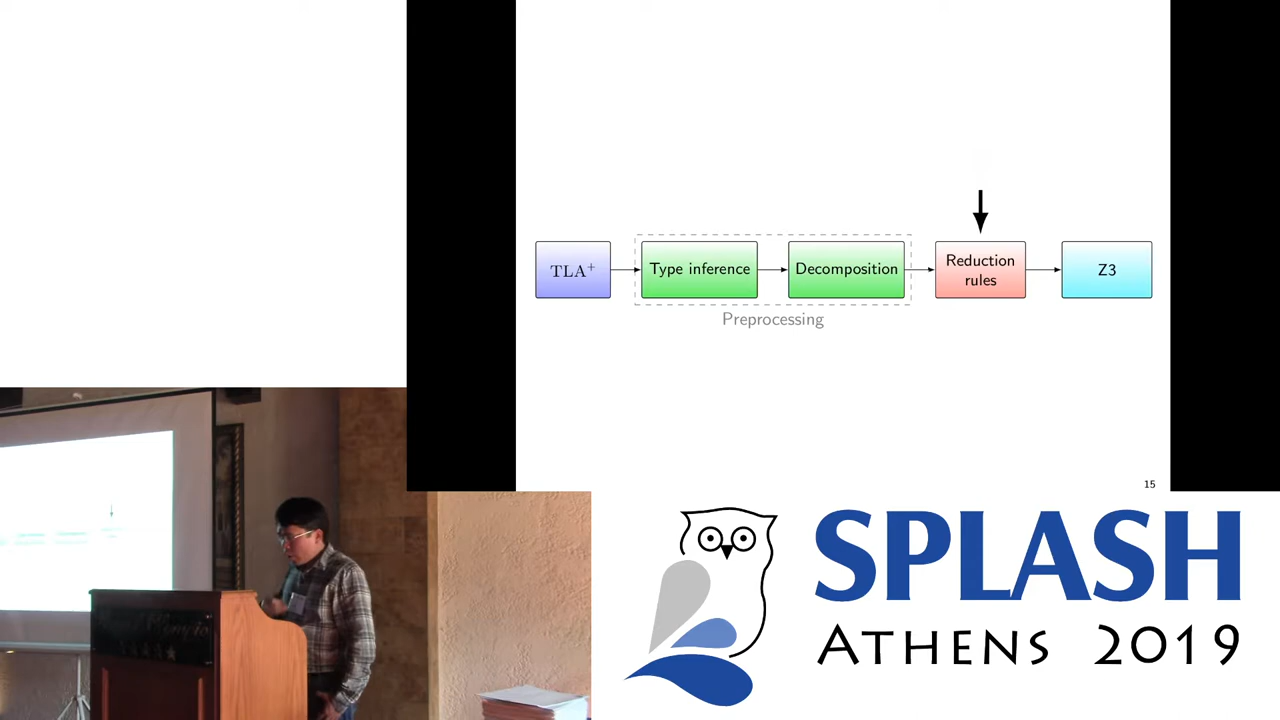 TLA+
Type inference
Decomposition
Reduction
rules
Z3
Preprocessing
15
SPLASH
ATHENS 2019